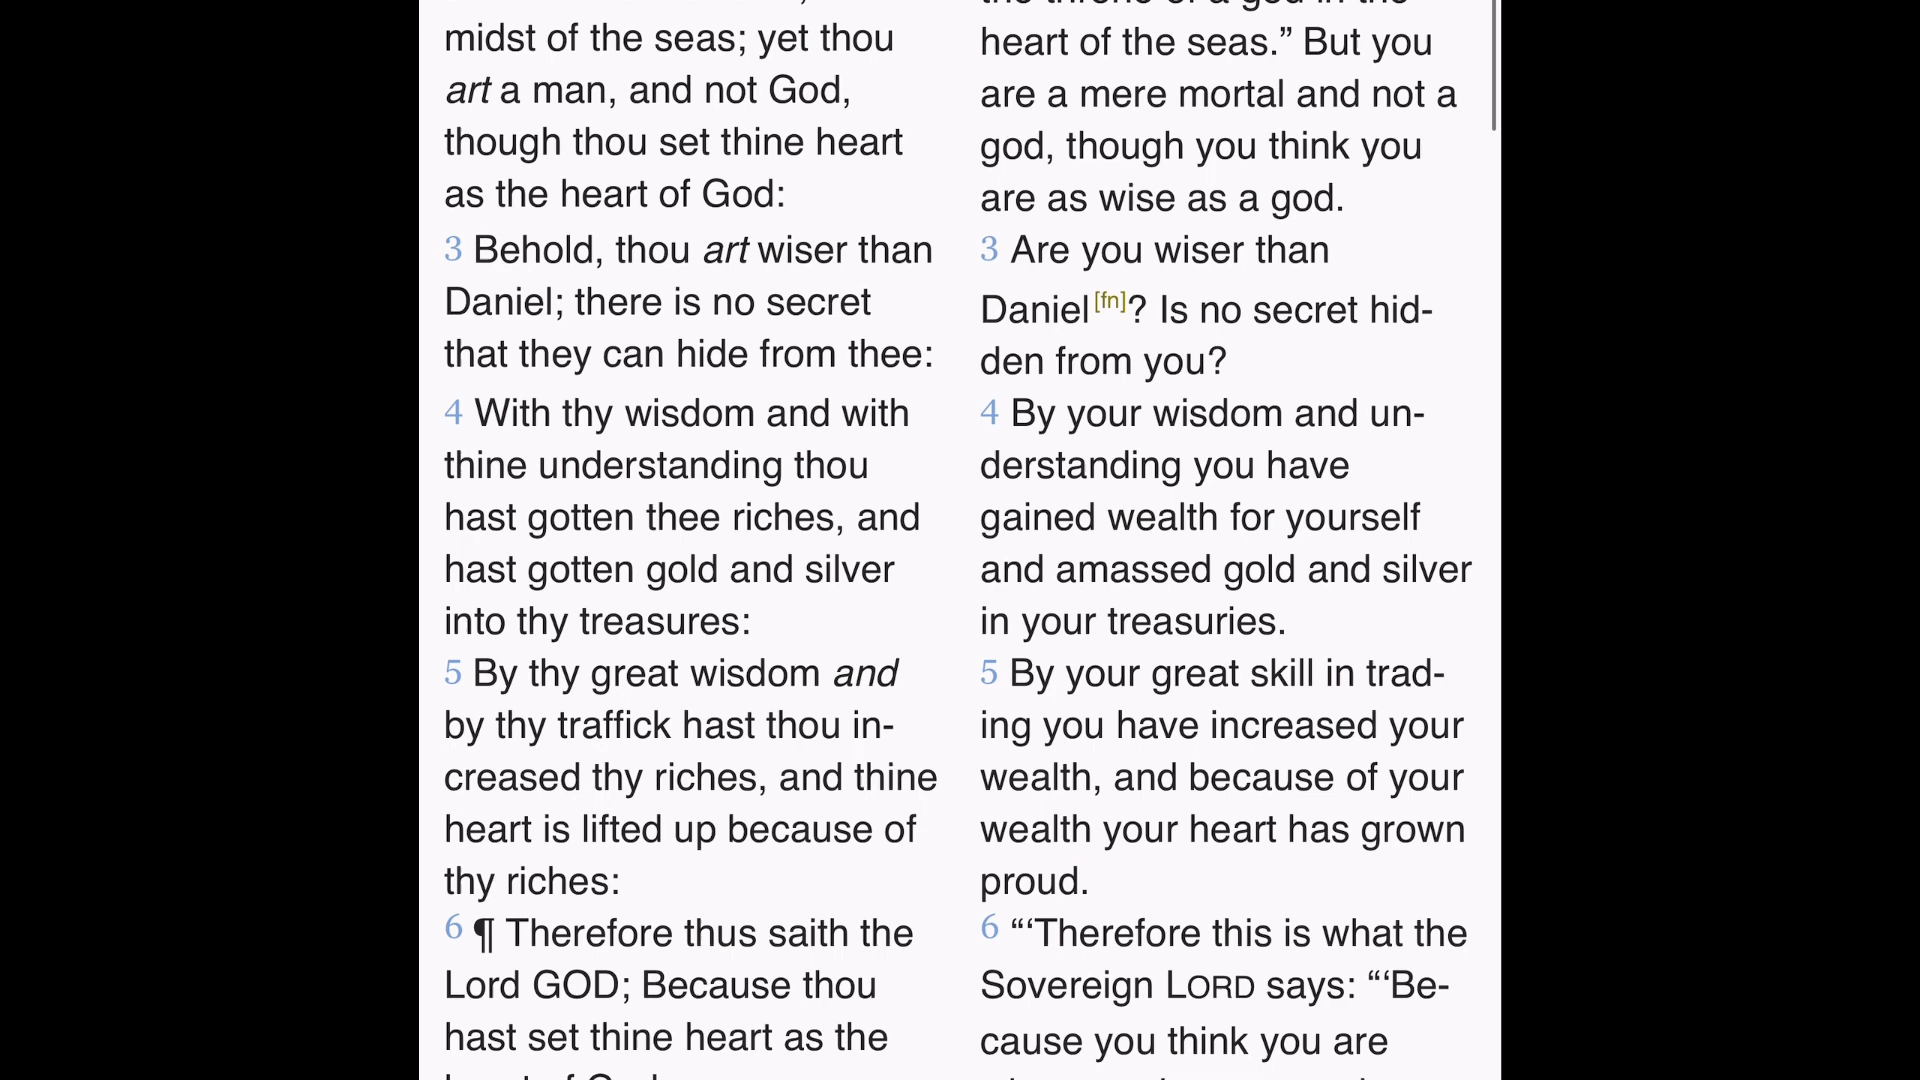 midst of the seas; yet thou
art a man, and not God,
though thou set thine heart
as the heart of God:
3 Behold, thou art wiser than
Daniel; there is no secret
that they can hide from thee:
4 With thy wisdom and with
thine understanding thou
hast gotten thee riches, and
hast gotten gold and silver
into thy treasures:
5 By thy great wisdom and
by thy traffick hast thou in-
creased thy riches, and thine
heart is lifted up because of
thy riches:
6 ¶ Therefore thus saith the
Lord GOD; Because thou
hast set thine heart as the
the throne of a god in the
heart of the seas.” But you
are a mere mortal and not a
god, though you think you
are as wise as a god.
3 Are you wiser than
Daniel[fn]? Is no secret hid-
den from you?
4 By your wisdom and un-
derstanding you have
gained wealth for yourself
and amassed gold and silver
in your treasuries.
5 By your great skill in trad-
ing you have increased your
wealth, and because of your
wealth your heart has grown
proud.
6 “‘Therefore this is what the
Sovereign LORD says: “‘Be-
cause you think you are